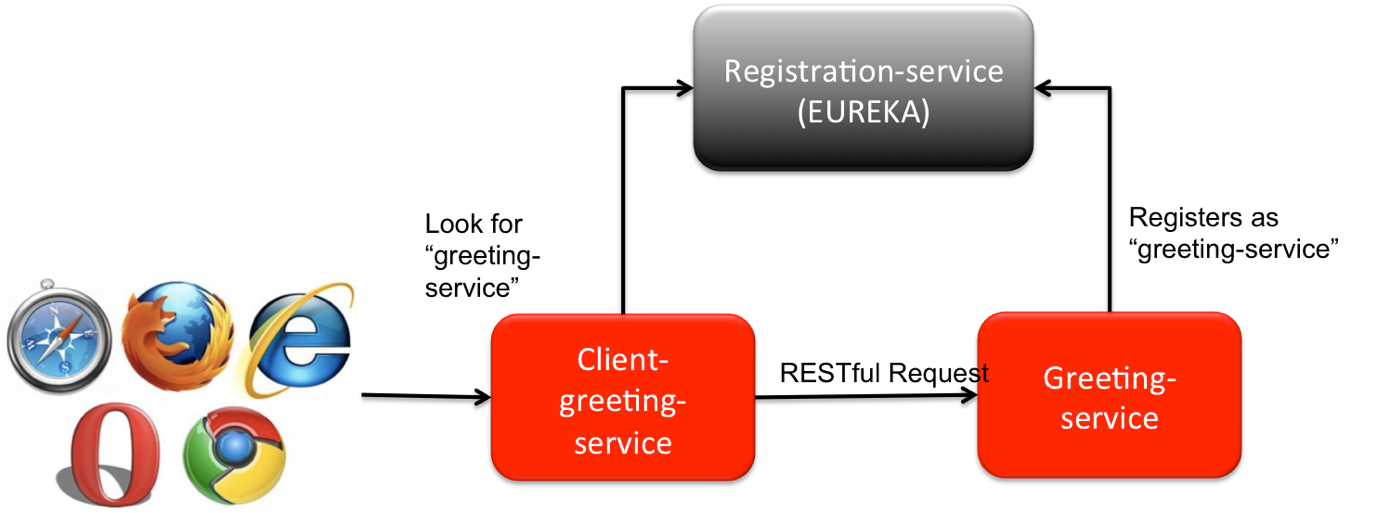 Registration-service
(EUREKA)
Look for
“greeting-
service”
Registers as
“greeting-service”
Client-
greeting-
service
RESTful Request
Greeting-
service